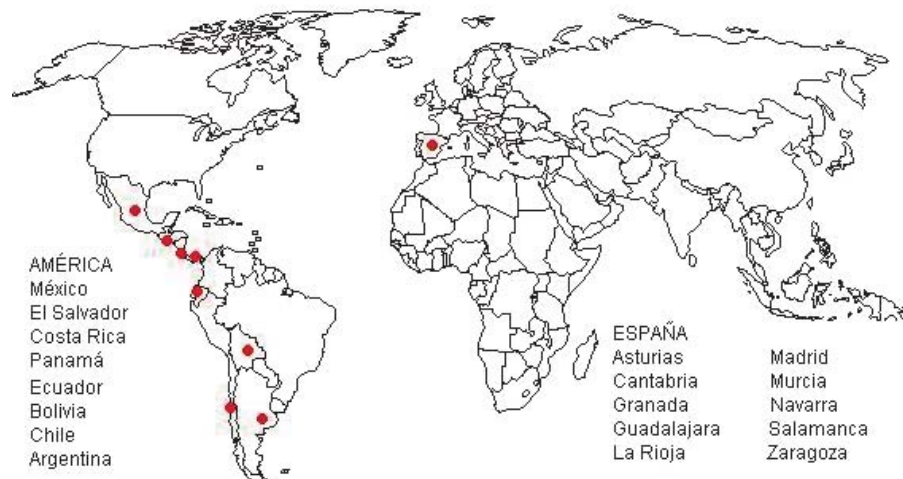 AMÉRICA
México
El Salvador
Costa Rica
Panamá
Ecuador
Bolivia
Chile
Argentina
ESPAÑA
Asturias
Cantabria
Granada
Guadalajara
La Rioja
Madrid
Murcia
Navarra
Salamanca
Zaragoza